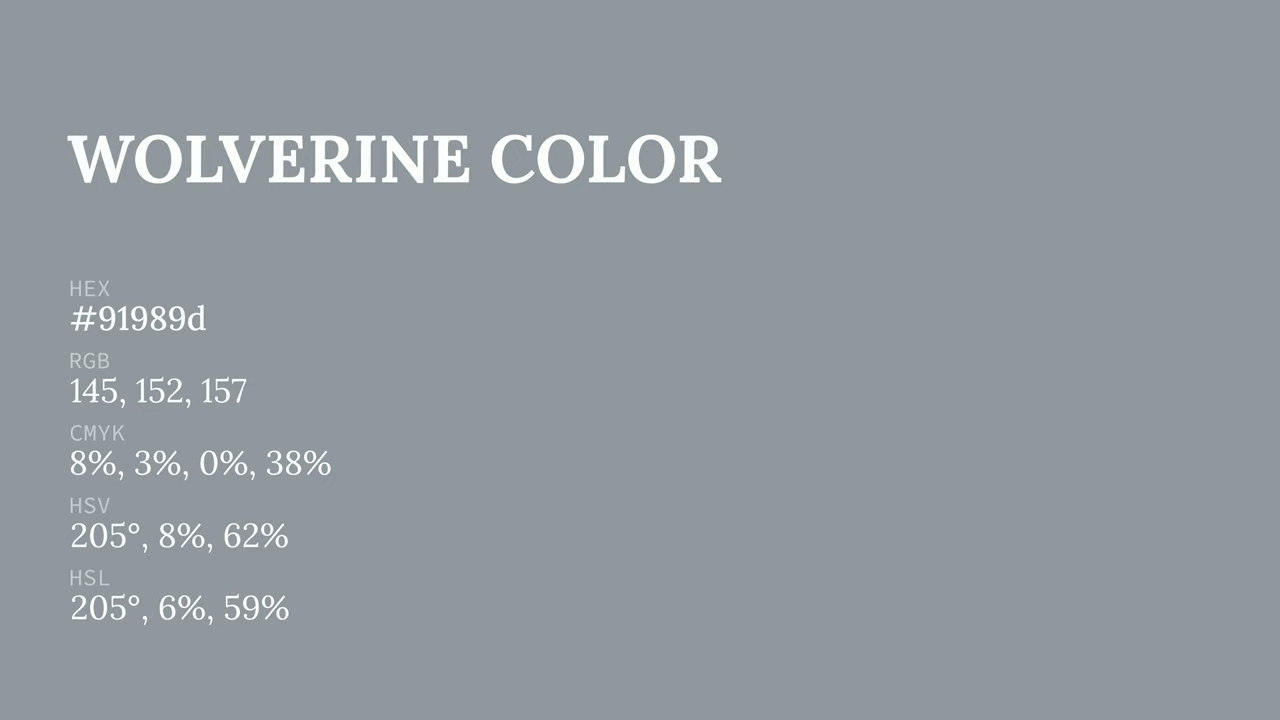 WOLVERINE COLOR
HEX
#91989d
RGB
145, 152, 157
CMYK
8%, 3%, 0%, 38%
HSV
205°, 8%, 62%
HSL
205°, 6%, 59%